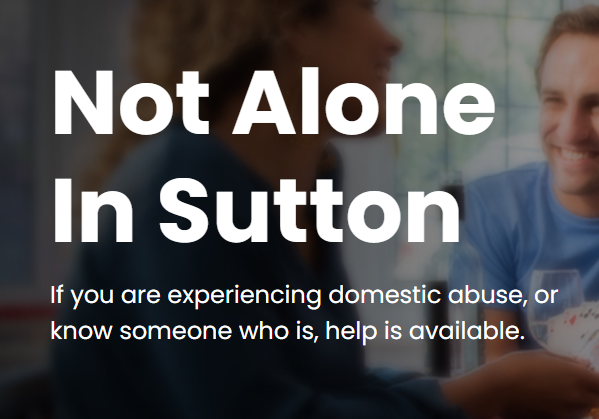 Not Alone
In Sutton
If you are experiencing domestic abuse, or
know someone who is, help is available.